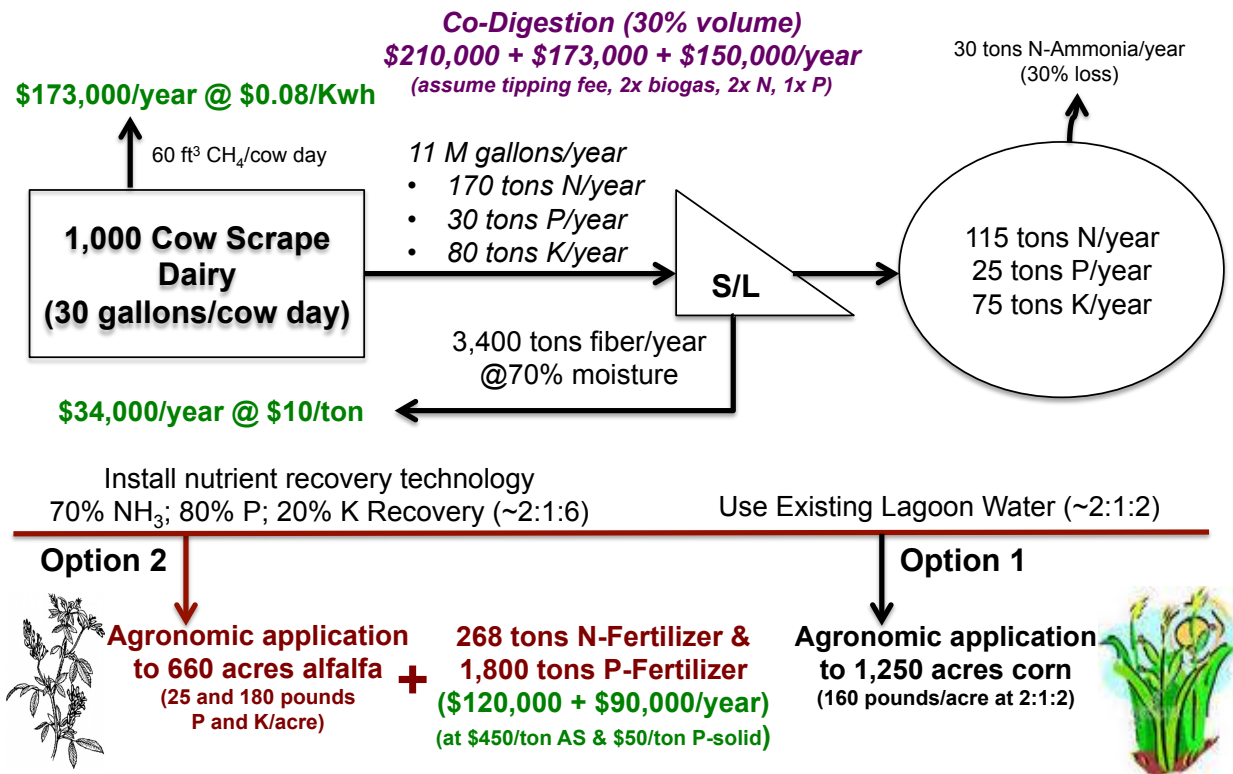 Co-Digestion (30% volume)
$210,000 + $173,000 + $150,000/year
(assume tipping fee, 2x biogas, 2x N, 1x P)
30 tons N-Ammonia/year
(30% loss)
$173,000/year @ $0.08/Kwh
60 ft³ CH₄/cow day
1,000 Cow Scrape
Dairy
(30 gallons/cow day)
11 M gallons/year
• 170 tons N/year
• 30 tons P/year
• 80 tons K/year
S/L
115 tons N/year
25 tons P/year
75 tons K/year
3,400 tons fiber/year
@70% moisture
$34,000/year @ $10/ton
Install nutrient recovery technology
70% NH₃; 80% P; 20% K Recovery (~2:1:6)
Use Existing Lagoon Water (~2:1:2)
Option 2
Option 1
Agronomic application
to 660 acres alfalfa
(25 and 180 pounds
P and K/acre)
+
268 tons N-Fertilizer &
1,800 tons P-Fertilizer
($120,000 + $90,000/year)
(at $450/ton AS & $50/ton P-solid)
Agronomic application
to 1,250 acres corn
(160 pounds/acre at 2:1:2)